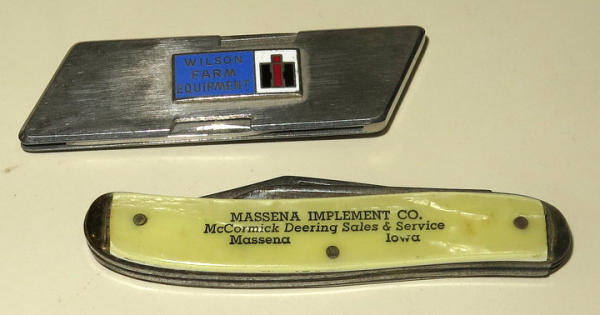 WILSON
FARM
EQUIPMENT
MASSENA IMPLEMENT CO.
McCormick Deering Sales & Service
Massena Iowa